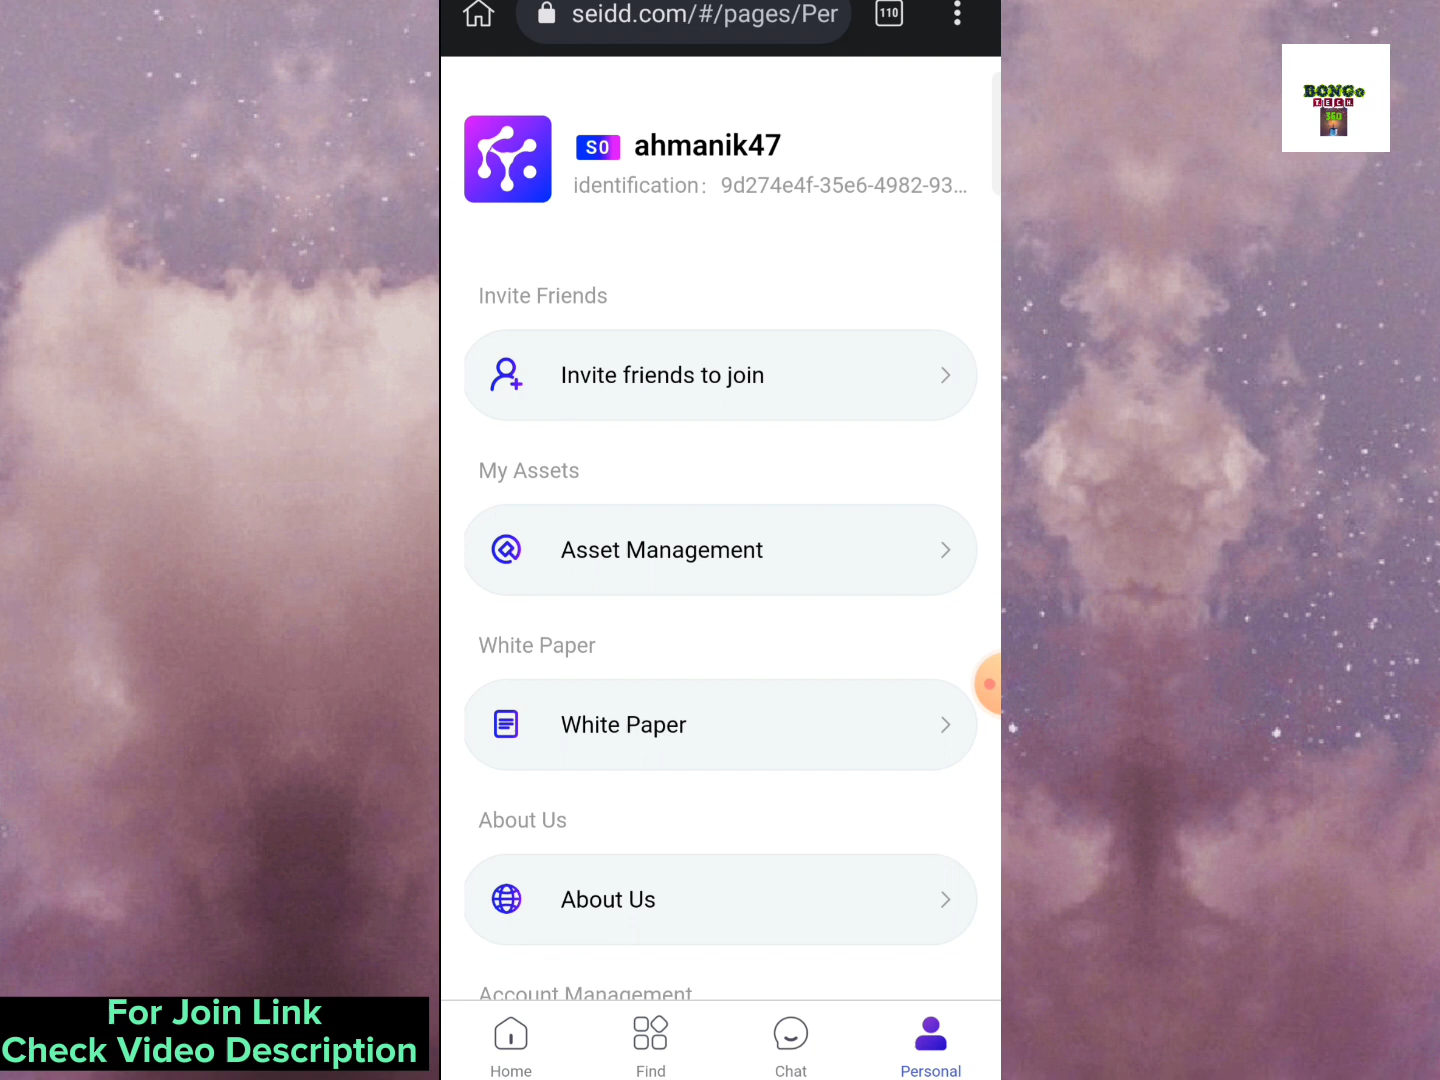 seidd.com/#/pages/Per
110
BONGo
TECH
360
S0 ahmanik47
identification: 9d274e4f-35e6-4982-93...
Invite Friends
Invite friends to join
My Assets
Asset Management
White Paper
White Paper
About Us
About Us
Account Management
For Join Link
Check Video Description
Home
Find
Chat
Personal